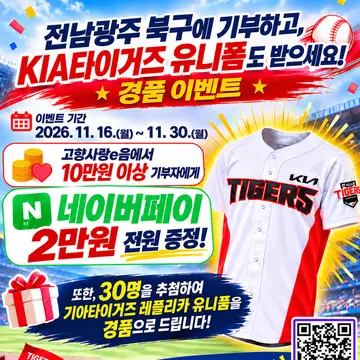 전남광주 북구에 기부하고,
KIA타이거즈 유니폼도 받으세요!
★ 경품 이벤트 ★
이벤트 기간
2026. 11. 16.(월) ~ 11. 30.(월)
고향사랑e음에서
10만원 이상 기부자에게
N
네이버페이
2만원 전원 증정!
KIA
TIGERS
또한, 30명을 추첨하여
기아타이거즈 레플리카 유니폼을
경품으로 드립니다!
TIGERS